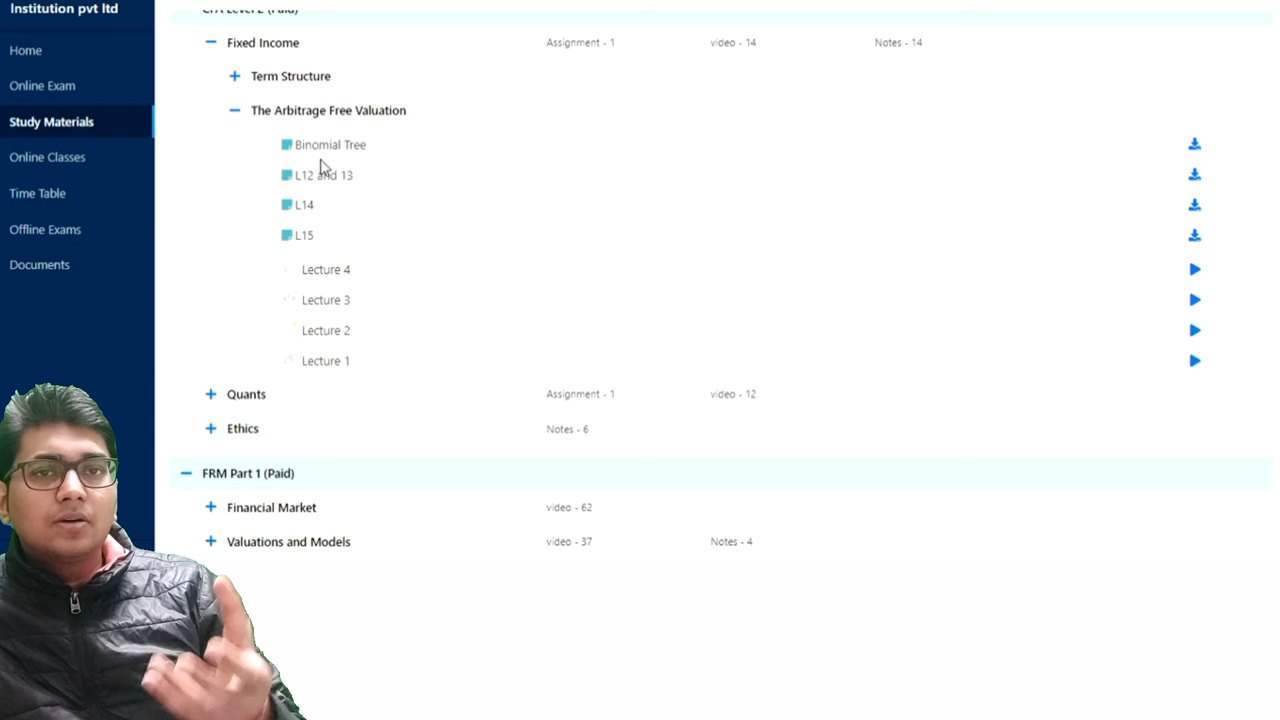 Institution pvt ltd
Home
Online Exam
Study Materials
Online Classes
Time Table
Offline Exams
Documents
CFA Level 2 (Paid)
Fixed Income Assignment - 1 video - 14 Notes - 14
Term Structure
The Arbitrage Free Valuation
Binomial Tree
L12 and 13
L14
L15
Lecture 4
Lecture 3
Lecture 2
Lecture 1
Quants Assignment - 1 video - 12
Ethics Notes - 6
FRM Part 1 (Paid)
Financial Market video - 62
Valuations and Models video - 37 Notes - 4